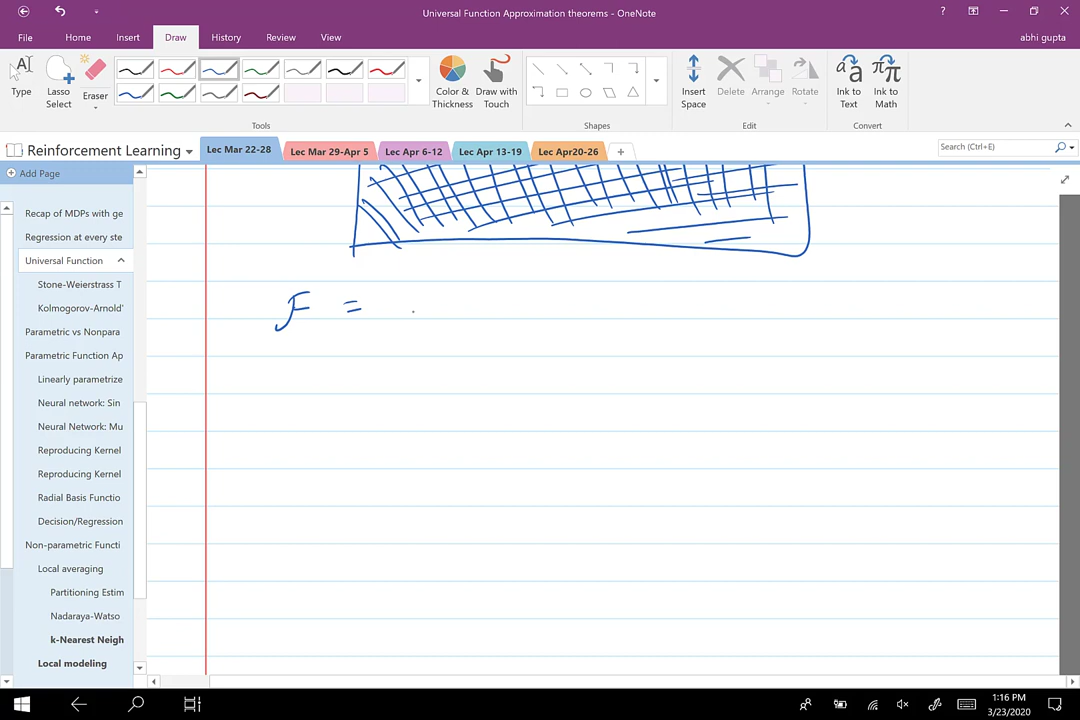 Universal Function Approximation theorems - OneNote
?
File Home Insert Draw History Review View
abhi gupta
Type
Lasso Select
Eraser
Color & Thickness
Draw with Touch
Insert Space
Delete
Arrange
Rotate
Ink to Text
Ink to Math
Tools
Shapes
Edit
Convert
Reinforcement Learning
Lec Mar 22-28
Lec Mar 29-Apr 5
Lec Apr 6-12
Lec Apr 13-19
Lec Apr20-26
+
Search (Ctrl+E)
Add Page
Recap of MDPs with ge
Regression at every ste
Universal Function
Stone-Weierstrass T
Kolmogorov-Arnold'
Parametric vs Nonpara
Parametric Function Ap
Linearly parametrize
Neural network: Sin
Neural Network: Mu
Reproducing Kernel
Reproducing Kernel
Radial Basis Functio
Decision/Regression
Non-parametric Functi
Local averaging
Partitioning Estim
Nadaraya-Watso
k-Nearest Neigh
Local modeling
F =
1:16 PM
3/23/2020